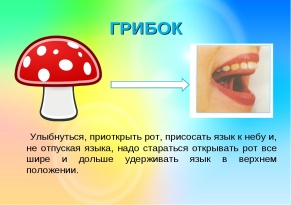 ГРИБОК
Улыбнуться, приоткрыть рот, присосать язык к небу и,
не отпуская языка, надо стараться открывать рот все
шире и дольше удерживать язык в верхнем
положении.